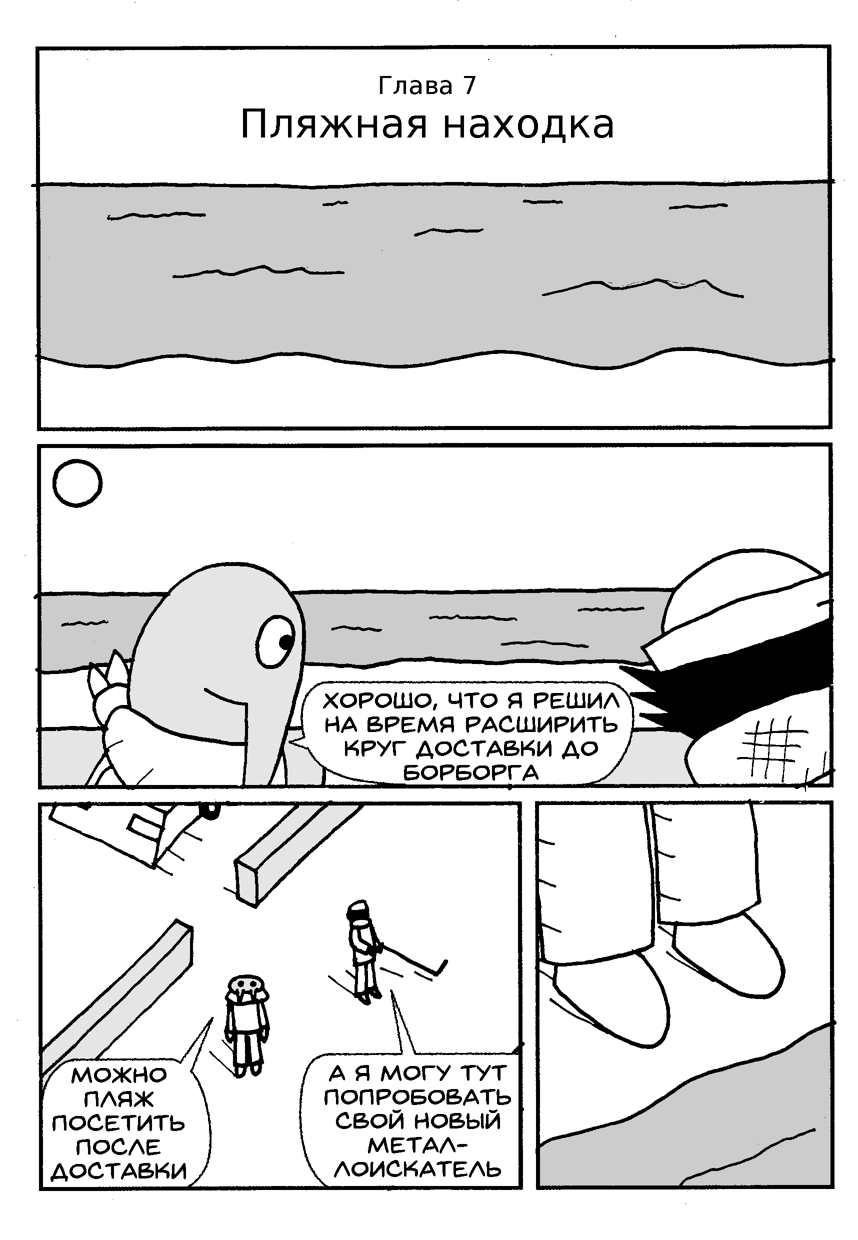 Глава 7
Пляжная находка
ХОРОШО, ЧТО Я РЕШИЛ
НА ВРЕМЯ РАСШИРИТЬ
КРУГ ДОСТАВКИ ДО
БОРБОРГА
МОЖНО
ПЛЯЖ
ПОСЕТИТЬ
ПОСЛЕ
ДОСТАВКИ
А Я МОГУ ТУТ
ПОПРОБОВАТЬ
СВОЙ НОВЫЙ
МЕТАЛ-
ЛОИСКАТЕЛЬ